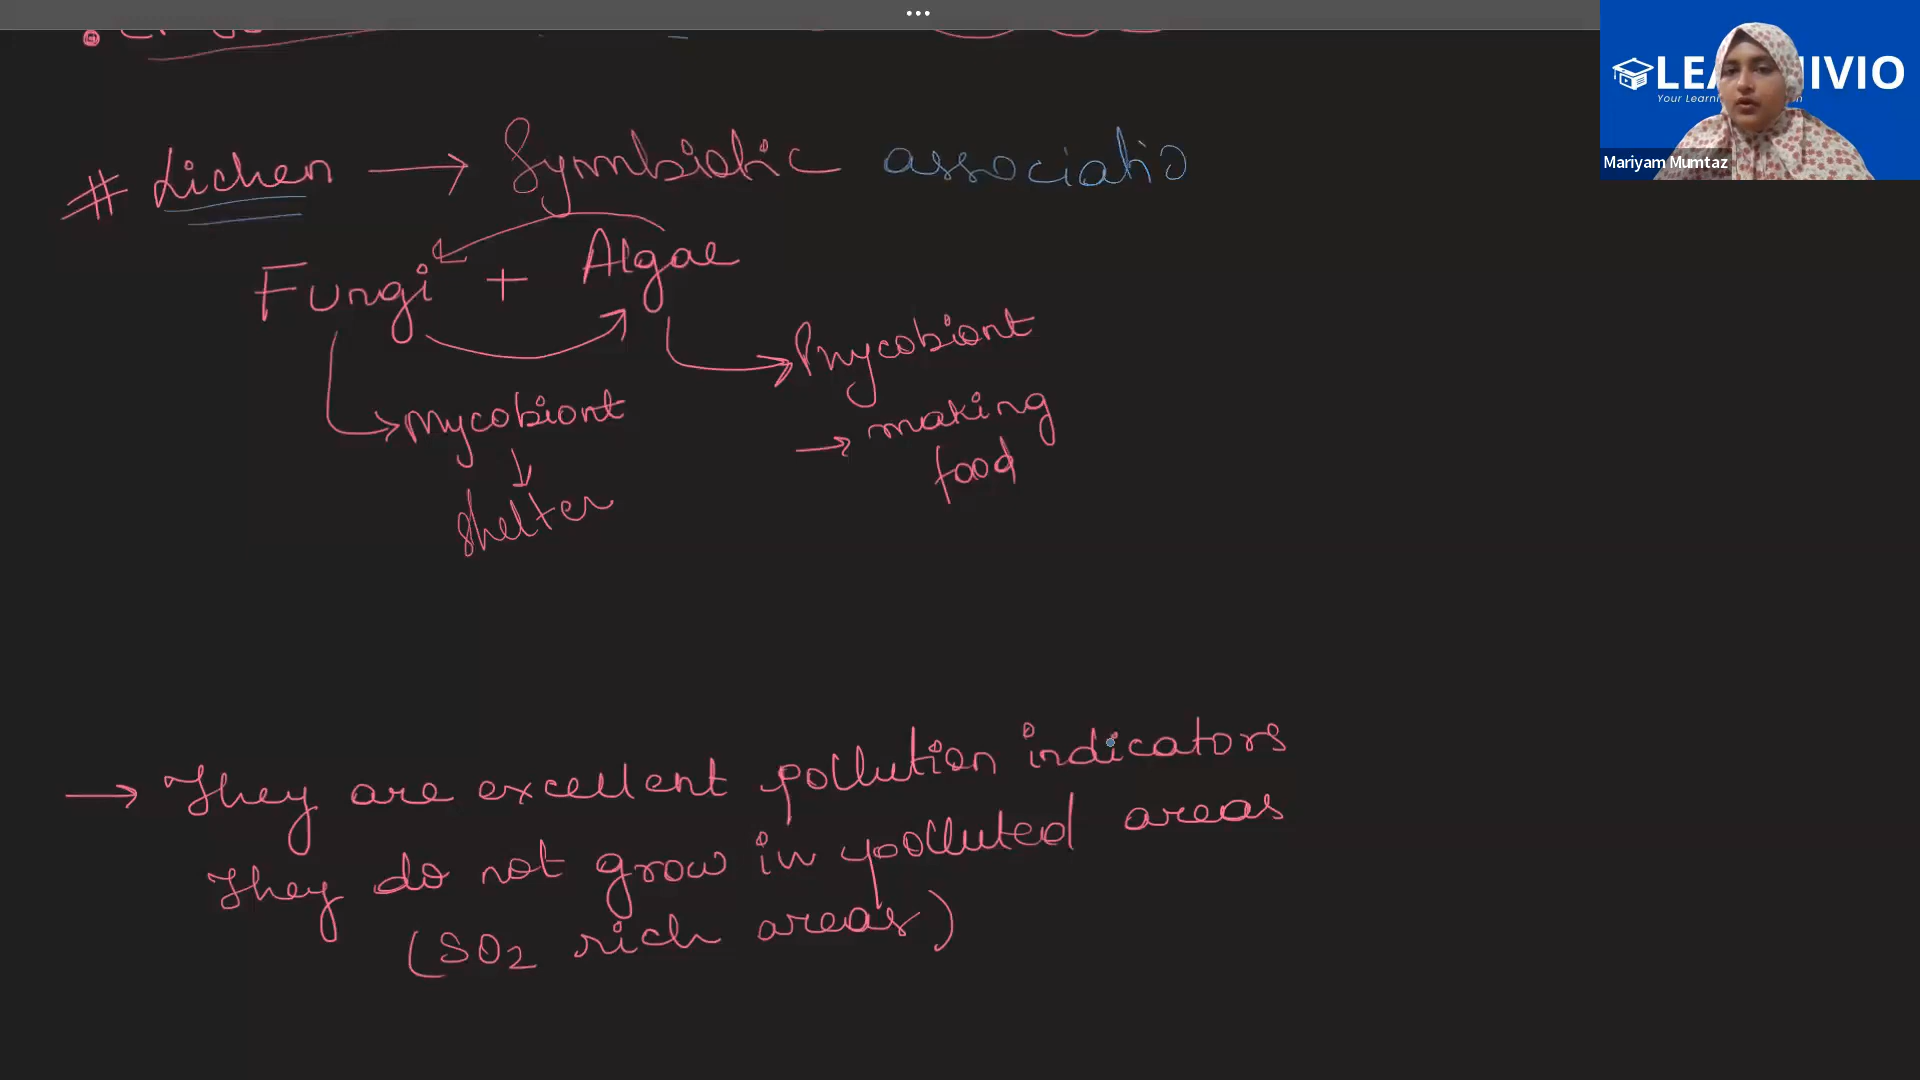 # Lichen → Symbiotic associatio
Fungi + Algae
Phycobiont
→ making
food
Mycobiont
↓
shelter
→ They are excellent pollution indicators
They do not grow in polluted areas
(SO2 rich areas)
Mariyam Mumtaz